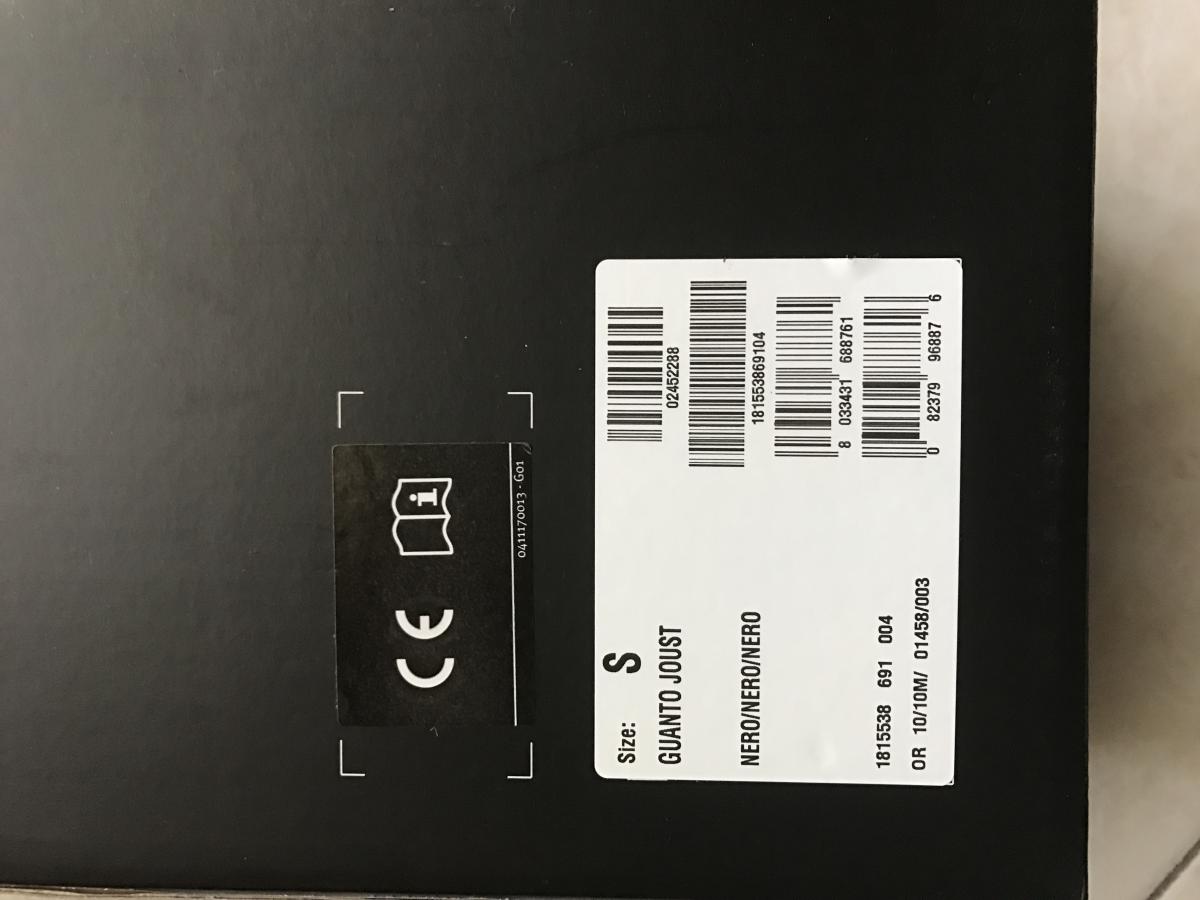 CE
i
0411170013 - G01
Size: S
GUANTO JOUST
NERO/NERO/NERO
1815538 691 004
OR 10/10M/ 01458/003
02452288
181553869104
8 033431 688761
0 82379 96887 6